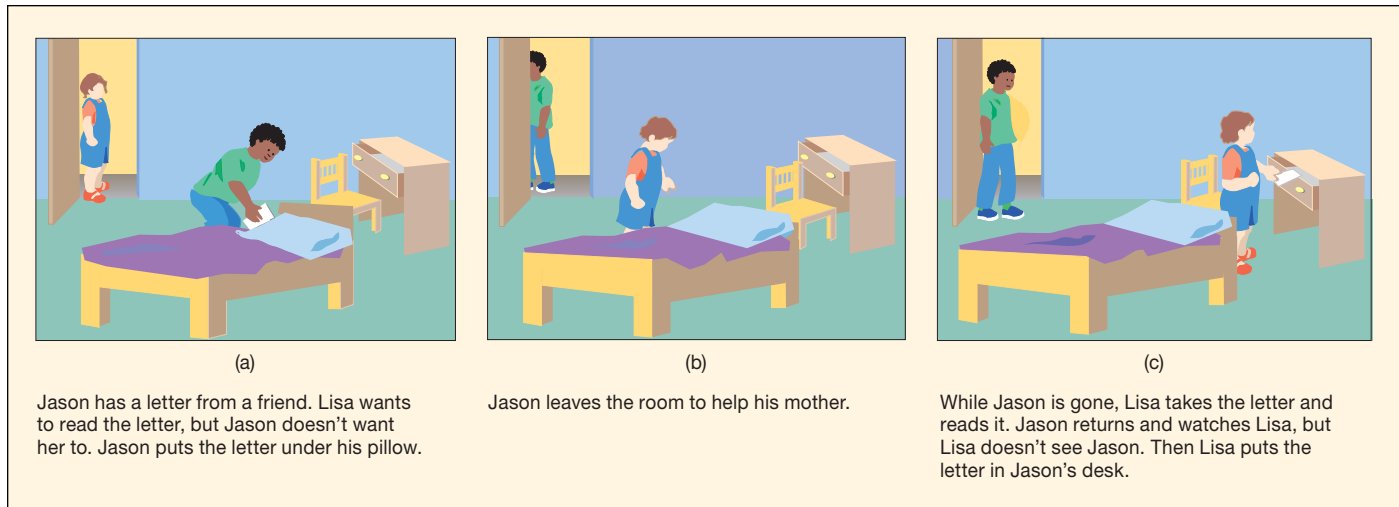 (a)
Jason has a letter from a friend. Lisa wants
to read the letter, but Jason doesn’t want
her to. Jason puts the letter under his pillow.
(b)
Jason leaves the room to help his mother.
(c)
While Jason is gone, Lisa takes the letter and
reads it. Jason returns and watches Lisa, but
Lisa doesn’t see Jason. Then Lisa puts the
letter in Jason’s desk.